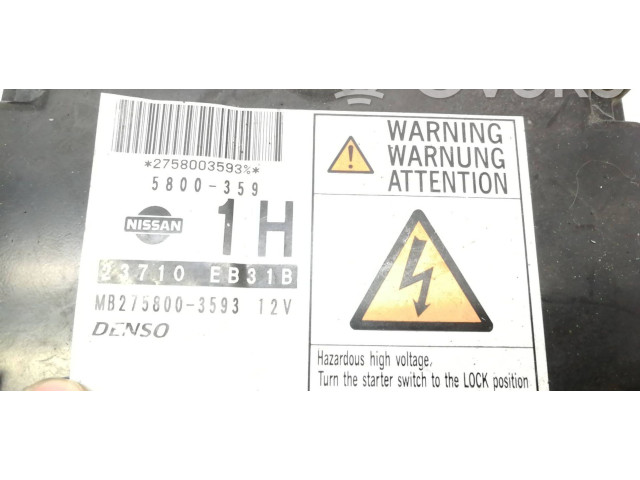 *2758003593%*
5800-359
NISSAN
1H
23710 EB31B
MB275800-3593 12V
DENSO
WARNING
WARNUNG
ATTENTION
Hazardous high voltage.
Turn the starter switch to the LOCK position